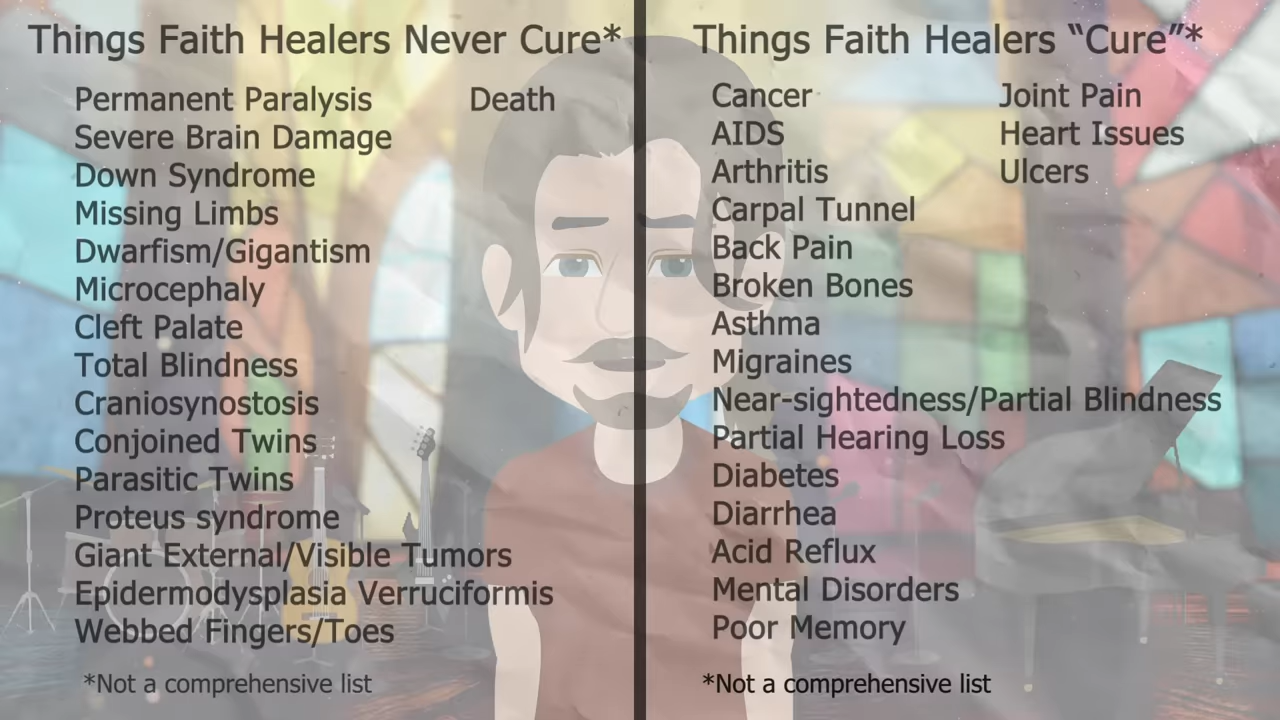 Things Faith Healers Never Cure*
Permanent Paralysis
Severe Brain Damage
Down Syndrome
Missing Limbs
Dwarfism/Gigantism
Microcephaly
Cleft Palate
Total Blindness
Craniosynostosis
Conjoined Twins
Parasitic Twins
Proteus syndrome
Giant External/Visible Tumors
Epidermodysplasia Verruciformis
Webbed Fingers/Toes
Death
*Not a comprehensive list
Things Faith Healers “Cure”*
Cancer
AIDS
Arthritis
Carpal Tunnel
Back Pain
Broken Bones
Asthma
Migraines
Near-sightedness/Partial Blindness
Partial Hearing Loss
Diabetes
Diarrhea
Acid Reflux
Mental Disorders
Poor Memory
Joint Pain
Heart Issues
Ulcers
*Not a comprehensive list